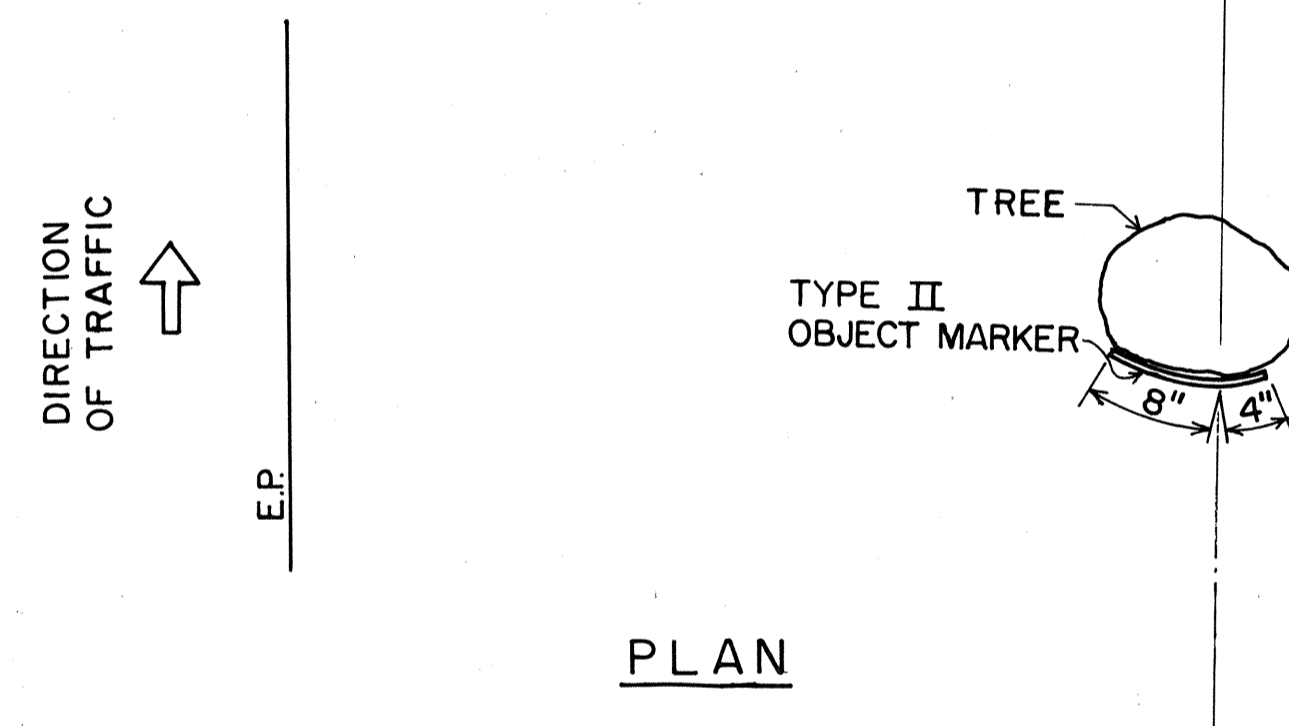 DIRECTION
OF TRAFFIC
E.P.
TREE
TYPE II
OBJECT MARKER
8"
4"
PLAN